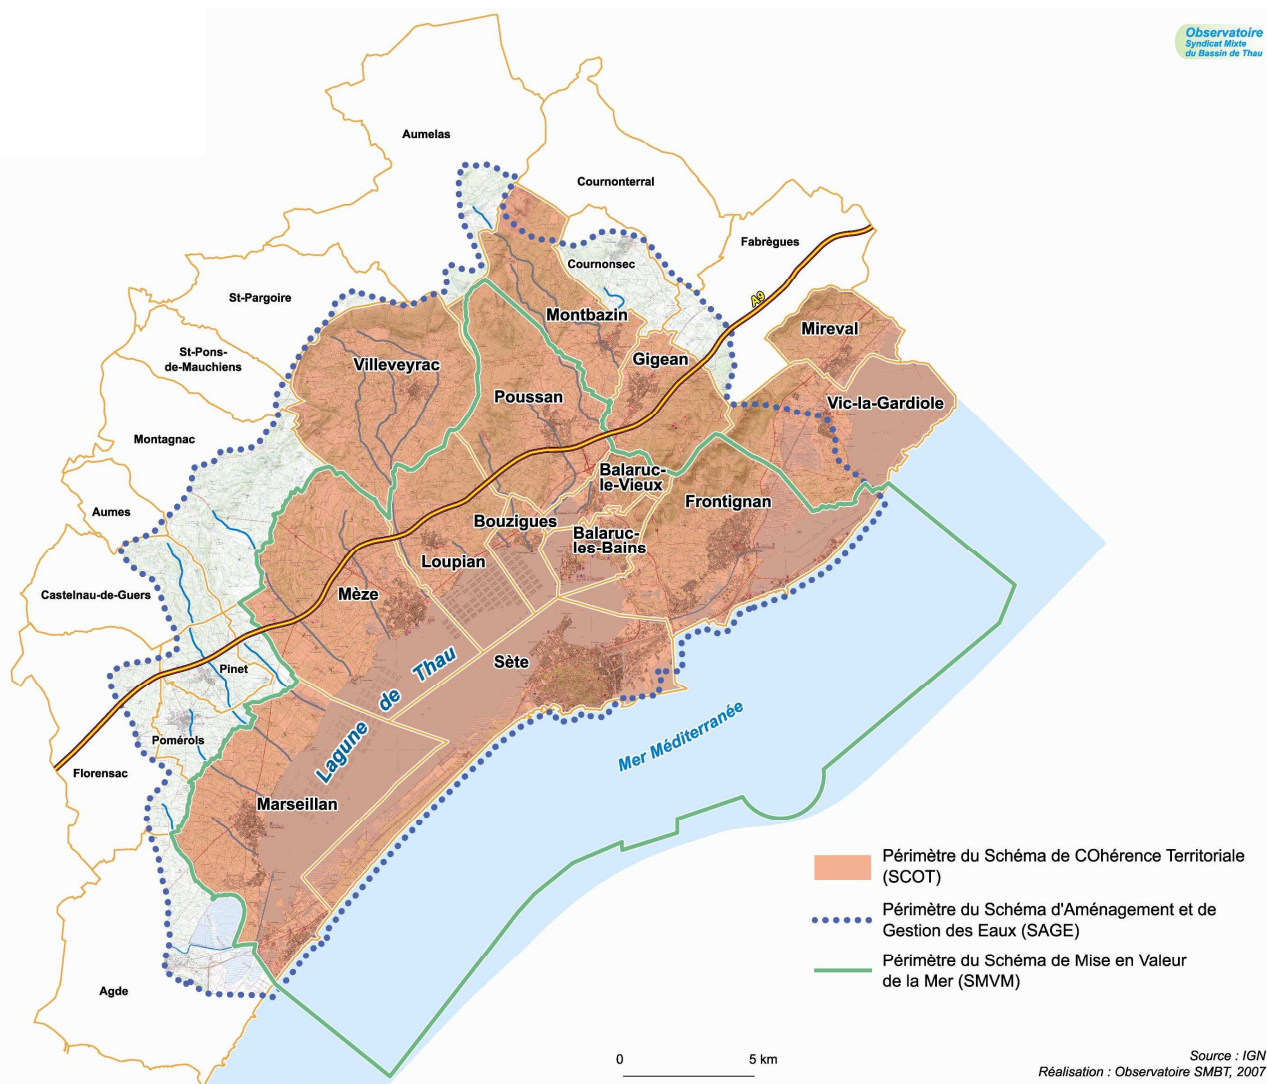 Observatoire
Syndicat Mixte
du Bassin de Thau
Aumelas
Cournonterral
Fabrègues
Cournonsec
St-Pargoire
A9
Montbazin
Mireval
St-Pons-
de-Mauchiens
Villeveyrac
Gigean
Poussan
Vic-la-Gardiole
Montagnac
Balaruc-
le-Vieux
Frontignan
Aumes
Bouzigues
Balaruc-
les-Bains
Loupian
Castelnau-de-Guers
Mèze
Sète
Pinet
Lagune de Thau
Mer Méditerranée
Pomérols
Florensac
Marseillan
Agde
Périmètre du Schéma de COhérence Territoriale
(SCOT)
Périmètre du Schéma d'Aménagement et de
Gestion des Eaux (SAGE)
Périmètre du Schéma de Mise en Valeur
de la Mer (SMVM)
0 5 km
Source : IGN
Réalisation : Observatoire SMBT, 2007